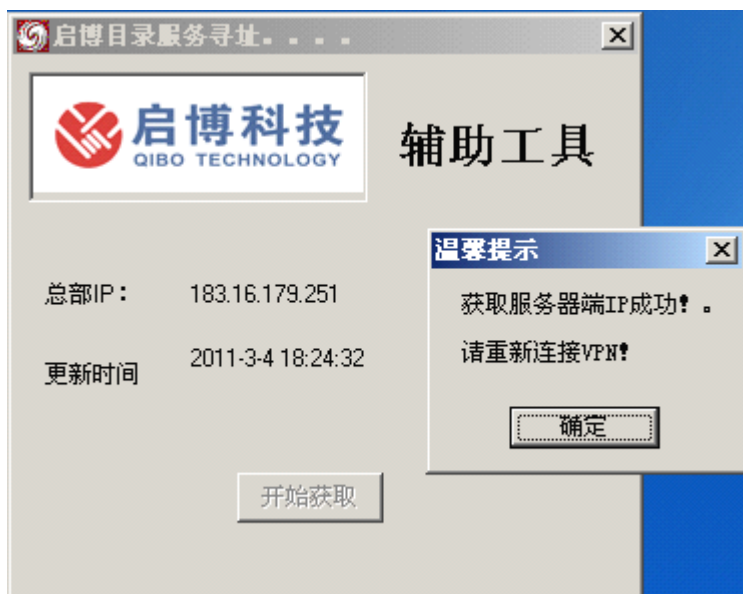 启博目录服务寻址. . . .
启博科技
QIBO TECHNOLOGY
辅助工具
温馨提示
获取服务器端IP成功！。
请重新连接VPN！
确定
总部IP： 183.16.179.251
更新时间 2011-3-4 18:24:32
开始获取